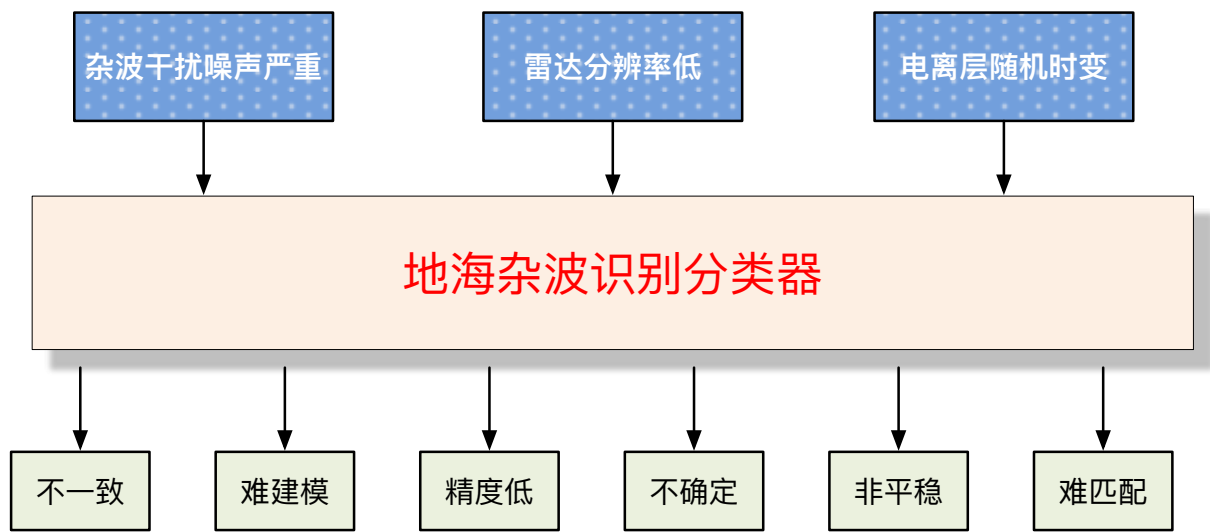 杂波干扰噪声严重
雷达分辨率低
电离层随机时变
地海杂波识别分类器
不一致
难建模
精度低
不确定
非平稳
难匹配